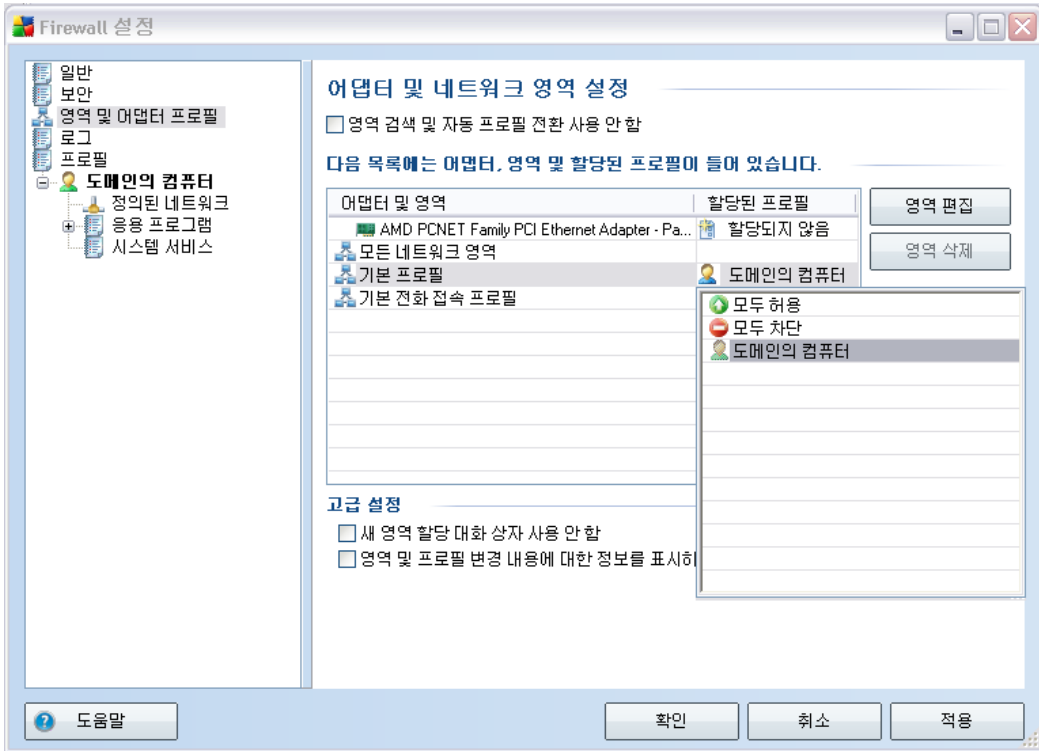 Firewall 설정
일반
보안
영역 및 어댑터 프로필
로그
프로필
도메인의 컴퓨터
정의된 네트워크
응용 프로그램
시스템 서비스
어댑터 및 네트워크 영역 설정
영역 검색 및 자동 프로필 전환 사용 안 함
다음 목록에는 어댑터, 영역 및 할당된 프로필이 들어 있습니다.
어댑터 및 영역 할당된 프로필
AMD PCNET Family PCI Ethernet Adapter - Pa... 할당되지 않음
모든 네트워크 영역
기본 프로필 도메인의 컴퓨터
기본 전화 접속 프로필
영역 편집
영역 삭제
모두 허용
모두 차단
도메인의 컴퓨터
고급 설정
새 영역 할당 대화 상자 사용 안 함
영역 및 프로필 변경 내용에 대한 정보를 표시하
도움말
확인
취소
적용